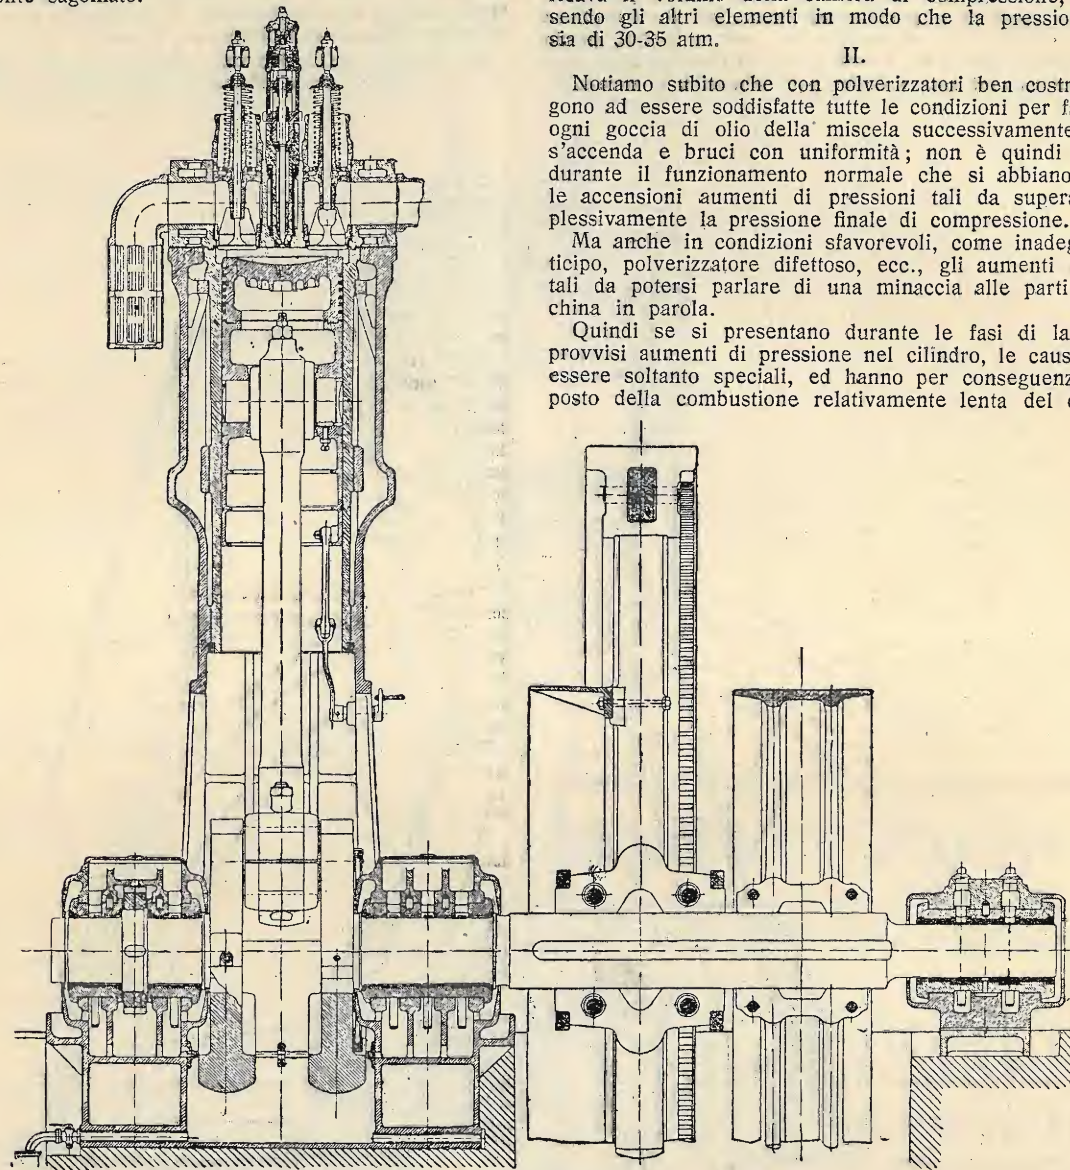 sendo gli altri elementi in modo che la pressio
sia di 30-35 atm.
II.
Notiamo subito che con polverizzatori ben costr
gono ad essere soddisfatte tutte le condizioni per f
ogni goccia di olio della miscela successivamente
s'accenda e bruci con uniformità; non è quindi
durante il funzionamento normale che si abbiano
le accensioni aumenti di pressioni tali da supera
plessivamente la pressione finale di compressione.
Ma anche in condizioni sfavorevoli, come inadeg
ticipo, polverizzatore difettoso, ecc., gli aumenti
tali da potersi parlare di una minaccia alle parti
china in parola.
Quindi se si presentano durante le fasi di la
provvisi aumenti di pressione nel cilindro, le caus
essere soltanto speciali, ed hanno per conseguenz
posto della combustione relativamente lenta del